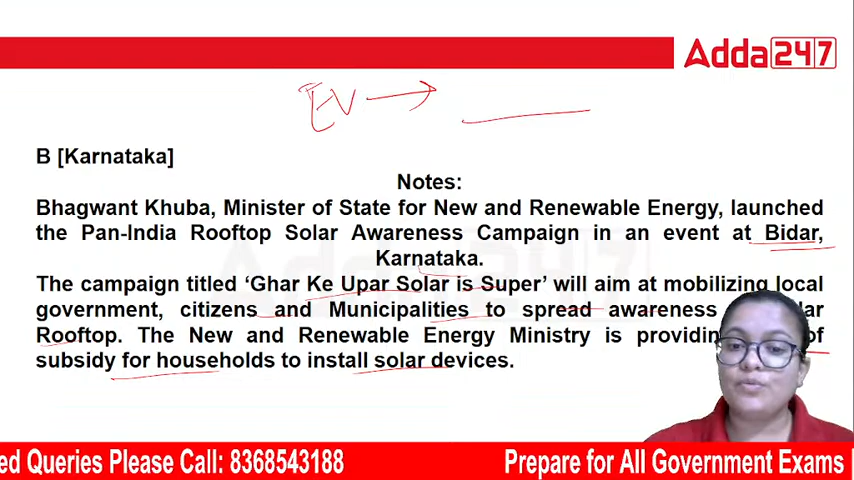 Adda247
EV
B [Karnataka]
Notes:
Bhagwant Khuba, Minister of State for New and Renewable Energy, launched
the Pan-India Rooftop Solar Awareness Campaign in an event at Bidar,
Karnataka.
The campaign titled ‘Ghar Ke Upar Solar is Super’ will aim at mobilizing local
government, citizens and Municipalities to spread awareness
Rooftop. The New and Renewable Energy Ministry is of
subsidy for households to install solar devices.
ed Queries Please Call: 8368543188 Prepare for All Government Exams